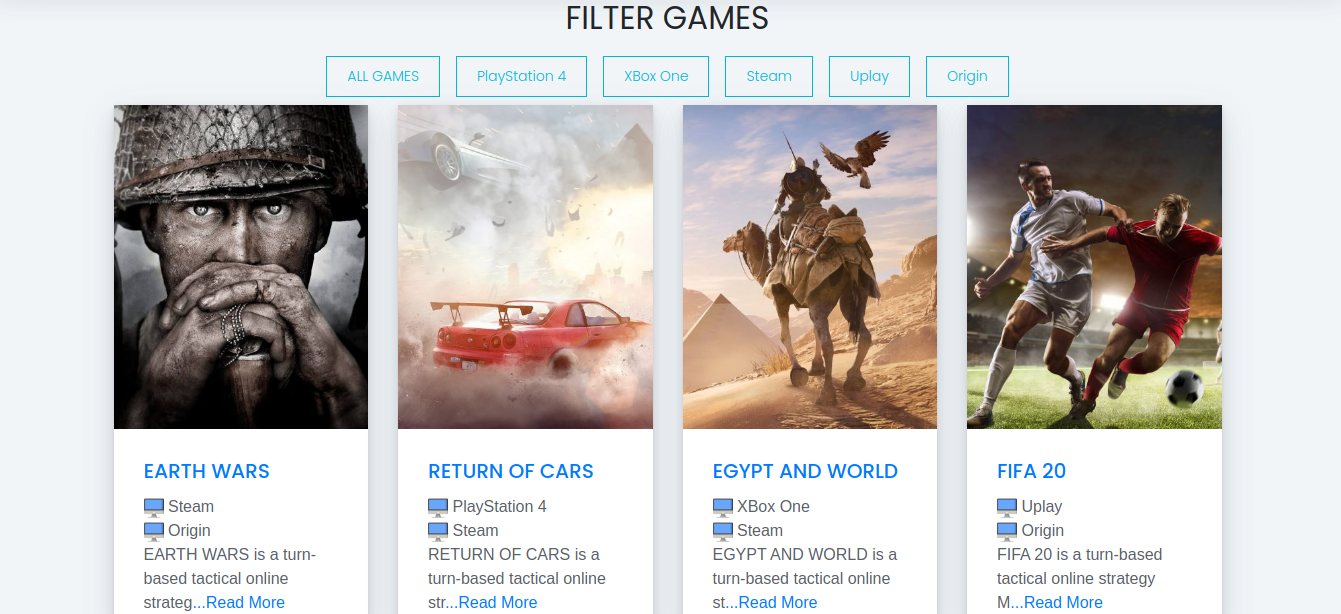 FILTER GAMES
ALL GAMES
PlayStation 4
XBox One
Steam
Uplay
Origin
EARTH WARS
Steam
Origin
EARTH WARS is a turn-
based tactical online
strateg...Read More
RETURN OF CARS
PlayStation 4
Steam
RETURN OF CARS is a
turn-based tactical online
str...Read More
EGYPT AND WORLD
XBox One
Steam
EGYPT AND WORLD is a
turn-based tactical online
st...Read More
FIFA 20
Uplay
Origin
FIFA 20 is a turn-based
tactical online strategy
M...Read More